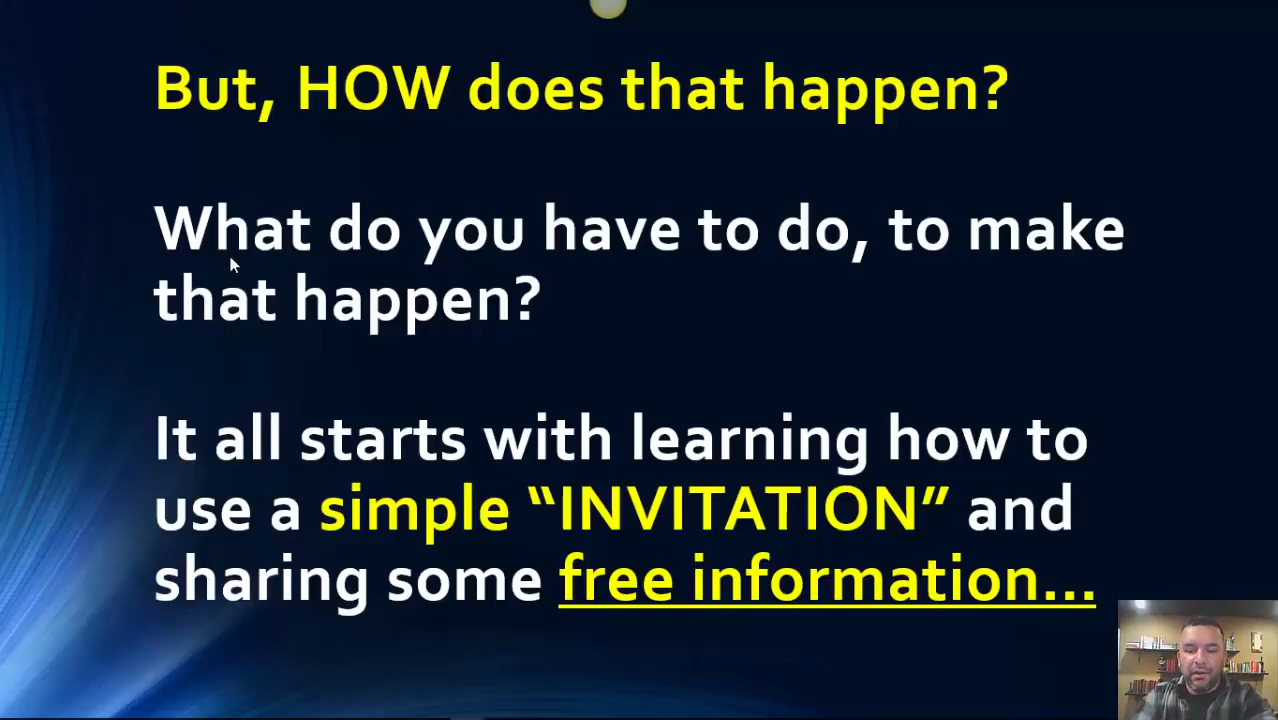 But, HOW does that happen?
What do you have to do, to make
that happen?
It all starts with learning how to
use a simple “INVITATION” and
sharing some free information...